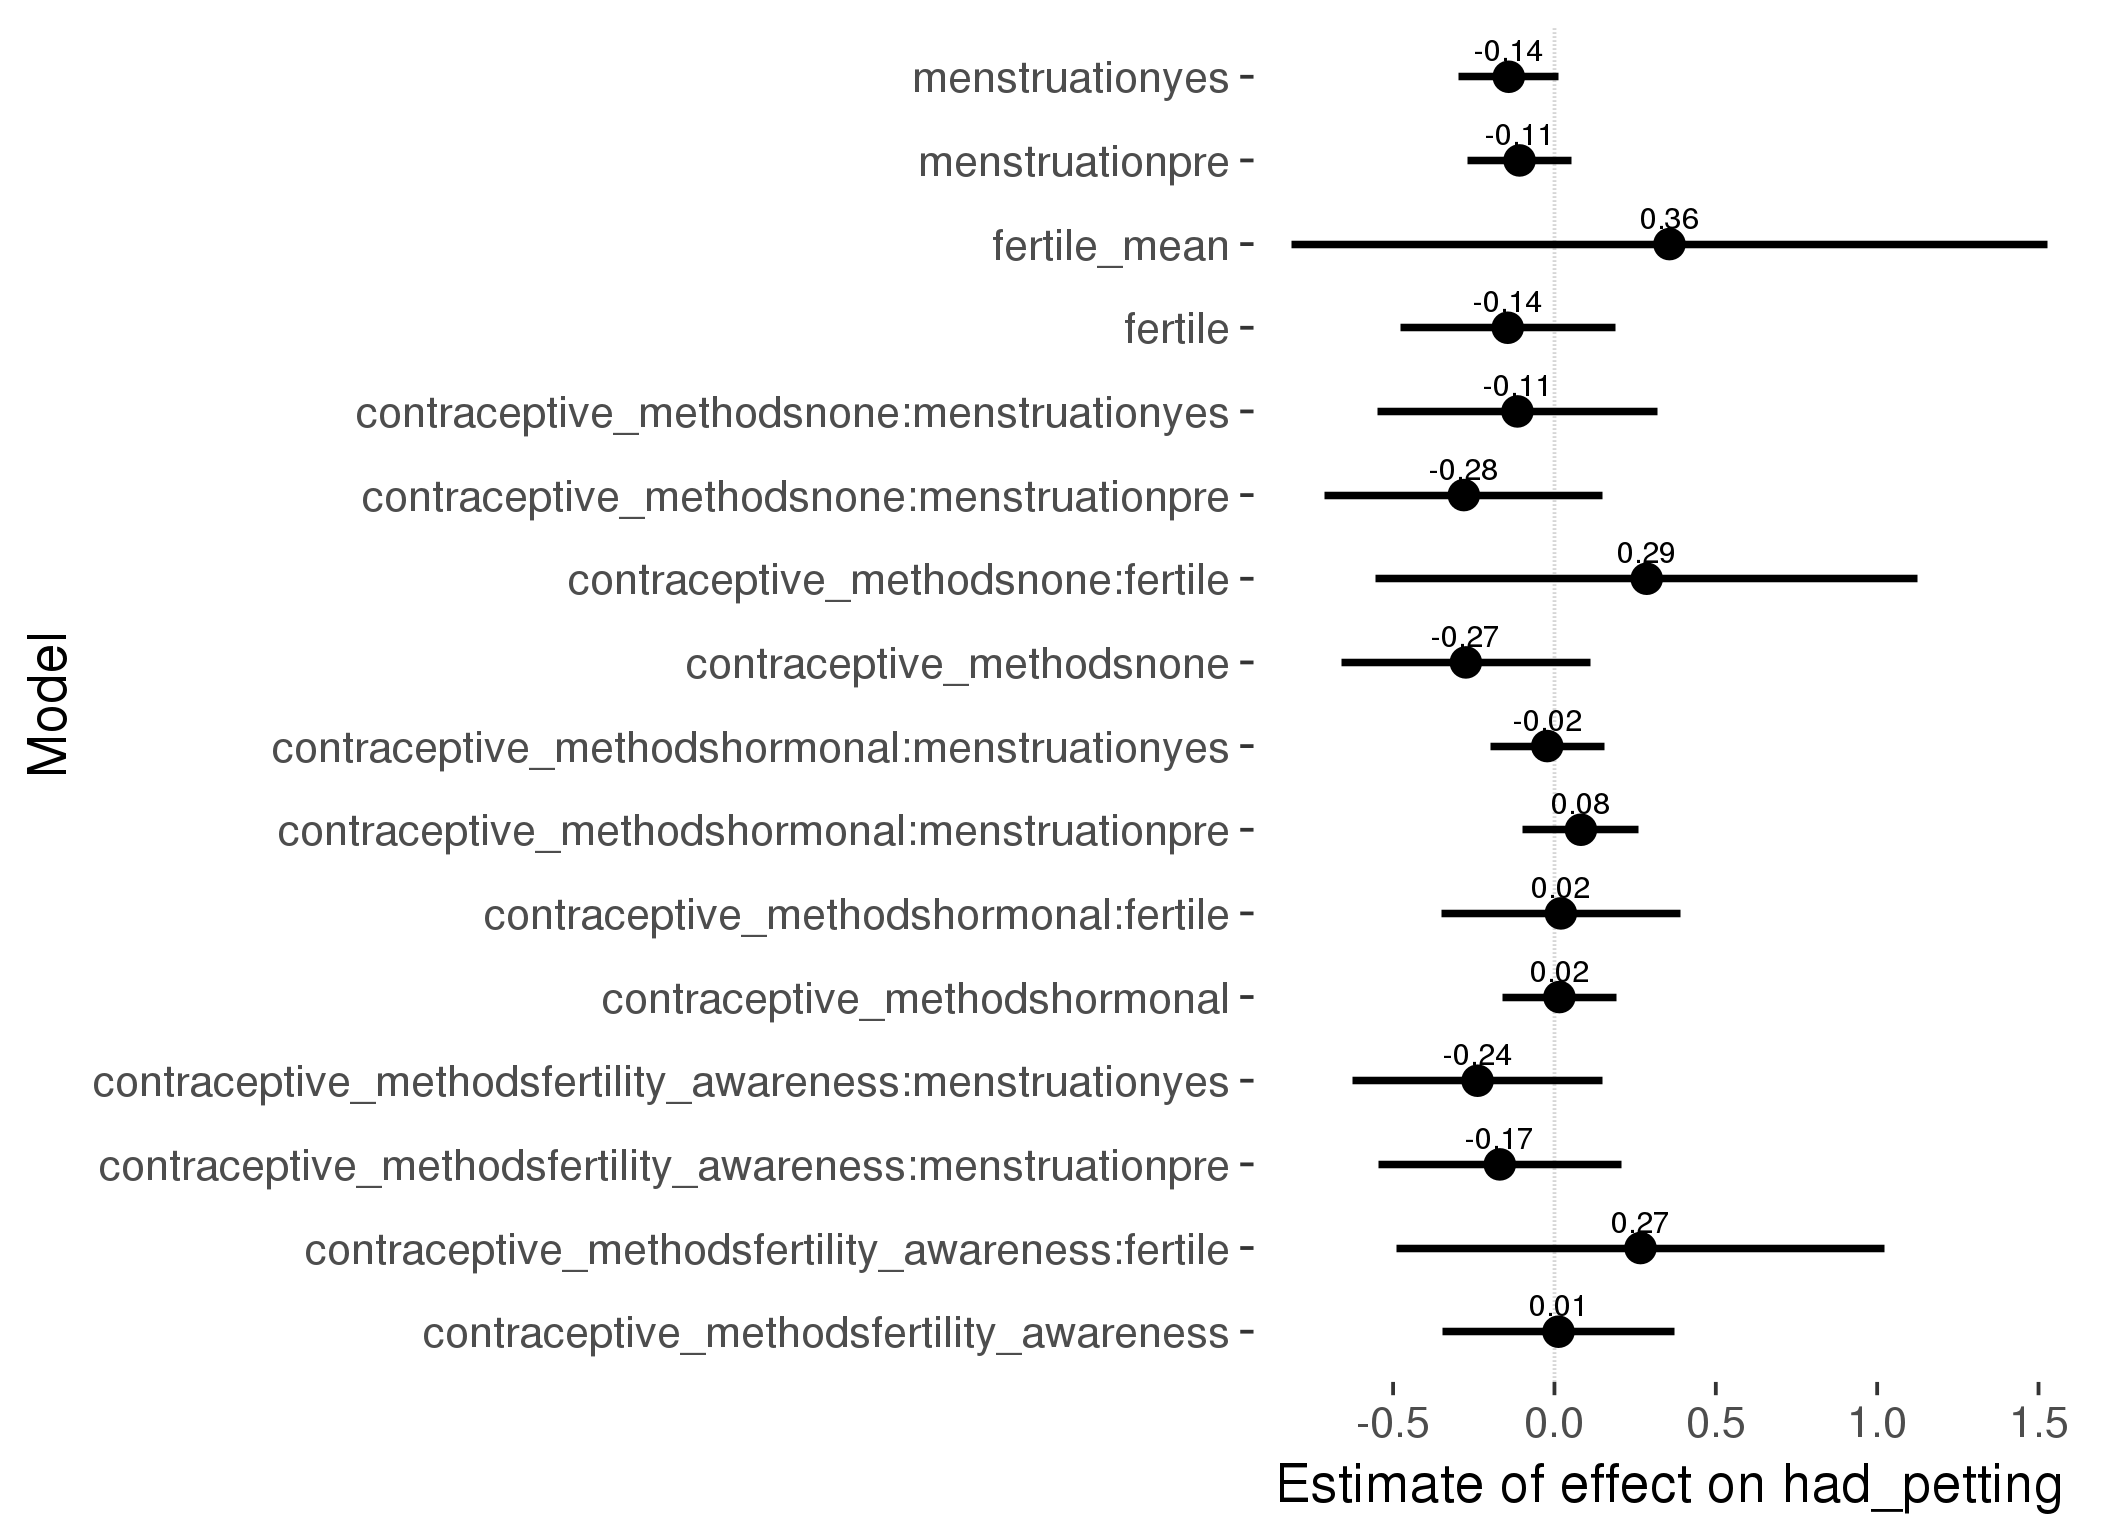 menstruationyes
-0.14
menstruationpre
-0.11
fertile_mean
0.36
fertile
-0.14
contraceptive_methodsnone:menstruationyes
-0.11
contraceptive_methodsnone:menstruationpre
-0.28
contraceptive_methodsnone:fertile
0.29
contraceptive_methodsnone
-0.27
contraceptive_methodshormonal:menstruationyes
-0.02
contraceptive_methodshormonal:menstruationpre
0.08
contraceptive_methodshormonal:fertile
0.02
contraceptive_methodshormonal
0.02
contraceptive_methodsfertility_awareness:menstruationyes
-0.24
contraceptive_methodsfertility_awareness:menstruationpre
-0.17
contraceptive_methodsfertility_awareness:fertile
0.27
contraceptive_methodsfertility_awareness
0.01
Model
-0.5 0.0 0.5 1.0 1.5
Estimate of effect on had_petting